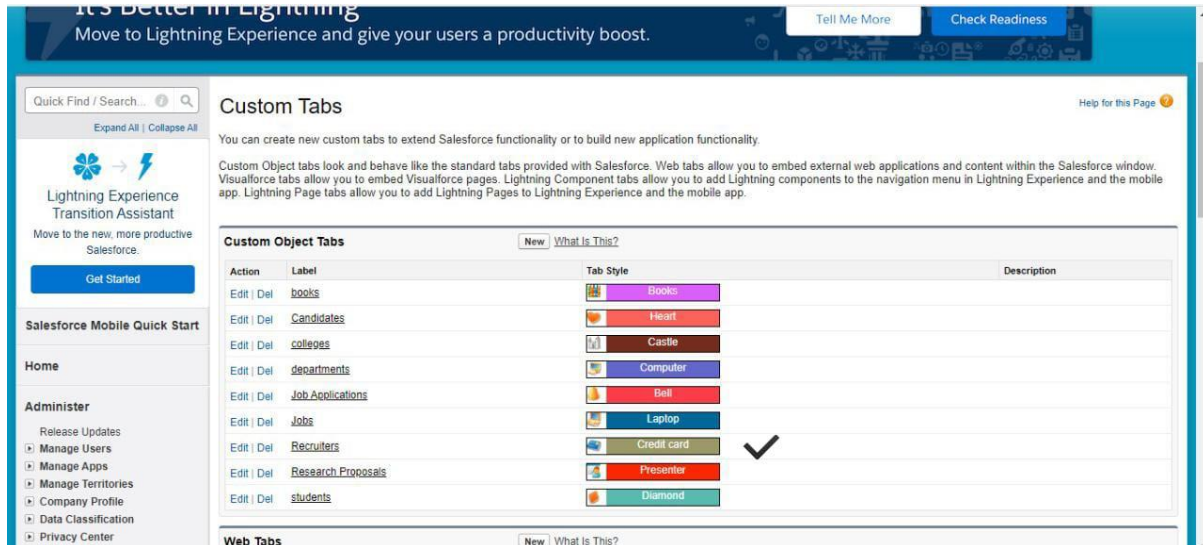 It's Better in Lightning
Move to Lightning Experience and give your users a productivity boost.
Tell Me More
Check Readiness
Quick Find / Search...
Expand All | Collapse All
Lightning Experience
Transition Assistant
Move to the new, more productive
Salesforce.
Get Started
Salesforce Mobile Quick Start
Home
Administer
Release Updates
Manage Users
Manage Apps
Manage Territories
Company Profile
Data Classification
Privacy Center
Custom Tabs
Help for this Page
You can create new custom tabs to extend Salesforce functionality or to build new application functionality.
Custom Object tabs look and behave like the standard tabs provided with Salesforce. Web tabs allow you to embed external web applications and content within the Salesforce window.
Visualforce tabs allow you to embed Visualforce pages. Lightning Component tabs allow you to add Lightning components to the navigation menu in Lightning Experience and the mobile
app. Lightning Page tabs allow you to add Lightning Pages to Lightning Experience and the mobile app.
Custom Object Tabs New What Is This?
Action Label Tab Style Description
Edit | Del books Books
Edit | Del Candidates Heart
Edit | Del colleges Castle
Edit | Del departments Computer
Edit | Del Job Applications Bell
Edit | Del Jobs Laptop
Edit | Del Recruiters Credit card
Edit | Del Research Proposals Presenter
Edit | Del students Diamond
Web Tabs New What Is This?